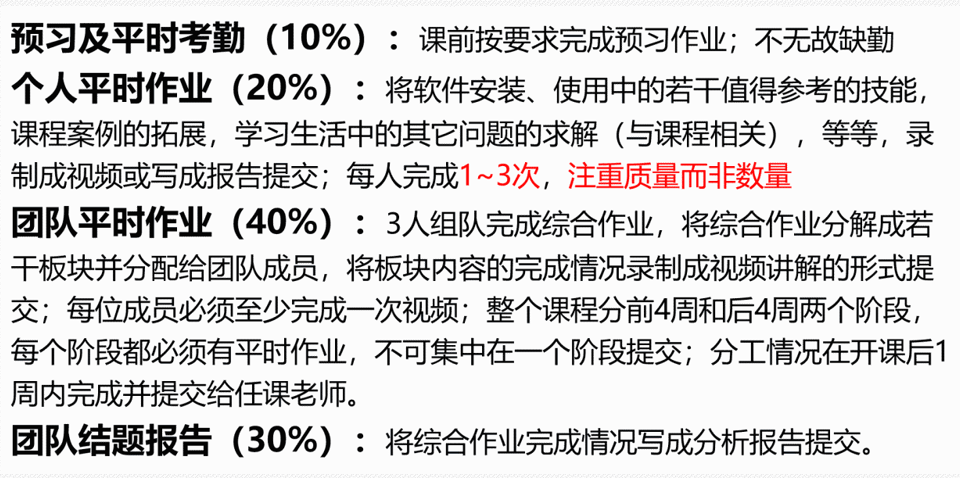 预习及平时考勤（10%）：课前按要求完成预习作业；不无故缺勤
个人平时作业（20%）：将软件安装、使用中的若干值得参考的技能，
课程案例的拓展，学习生活中的其它问题的求解（与课程相关），等等，录
制成视频或写成报告提交；每人完成1~3次，注重质量而非数量
团队平时作业（40%）：3人组队完成综合作业，将综合作业分解成若
干板块并分配给团队成员，将板块内容的完成情况录制成视频讲解的形式提
交；每位成员必须至少完成一次视频；整个课程分前4周和后4周两个阶段，
每个阶段都必须有平时作业，不可集中在一个阶段提交；分工情况在开课后1
周内完成并提交给任课老师。
团队结题报告（30%）：将综合作业完成情况写成分析报告提交。